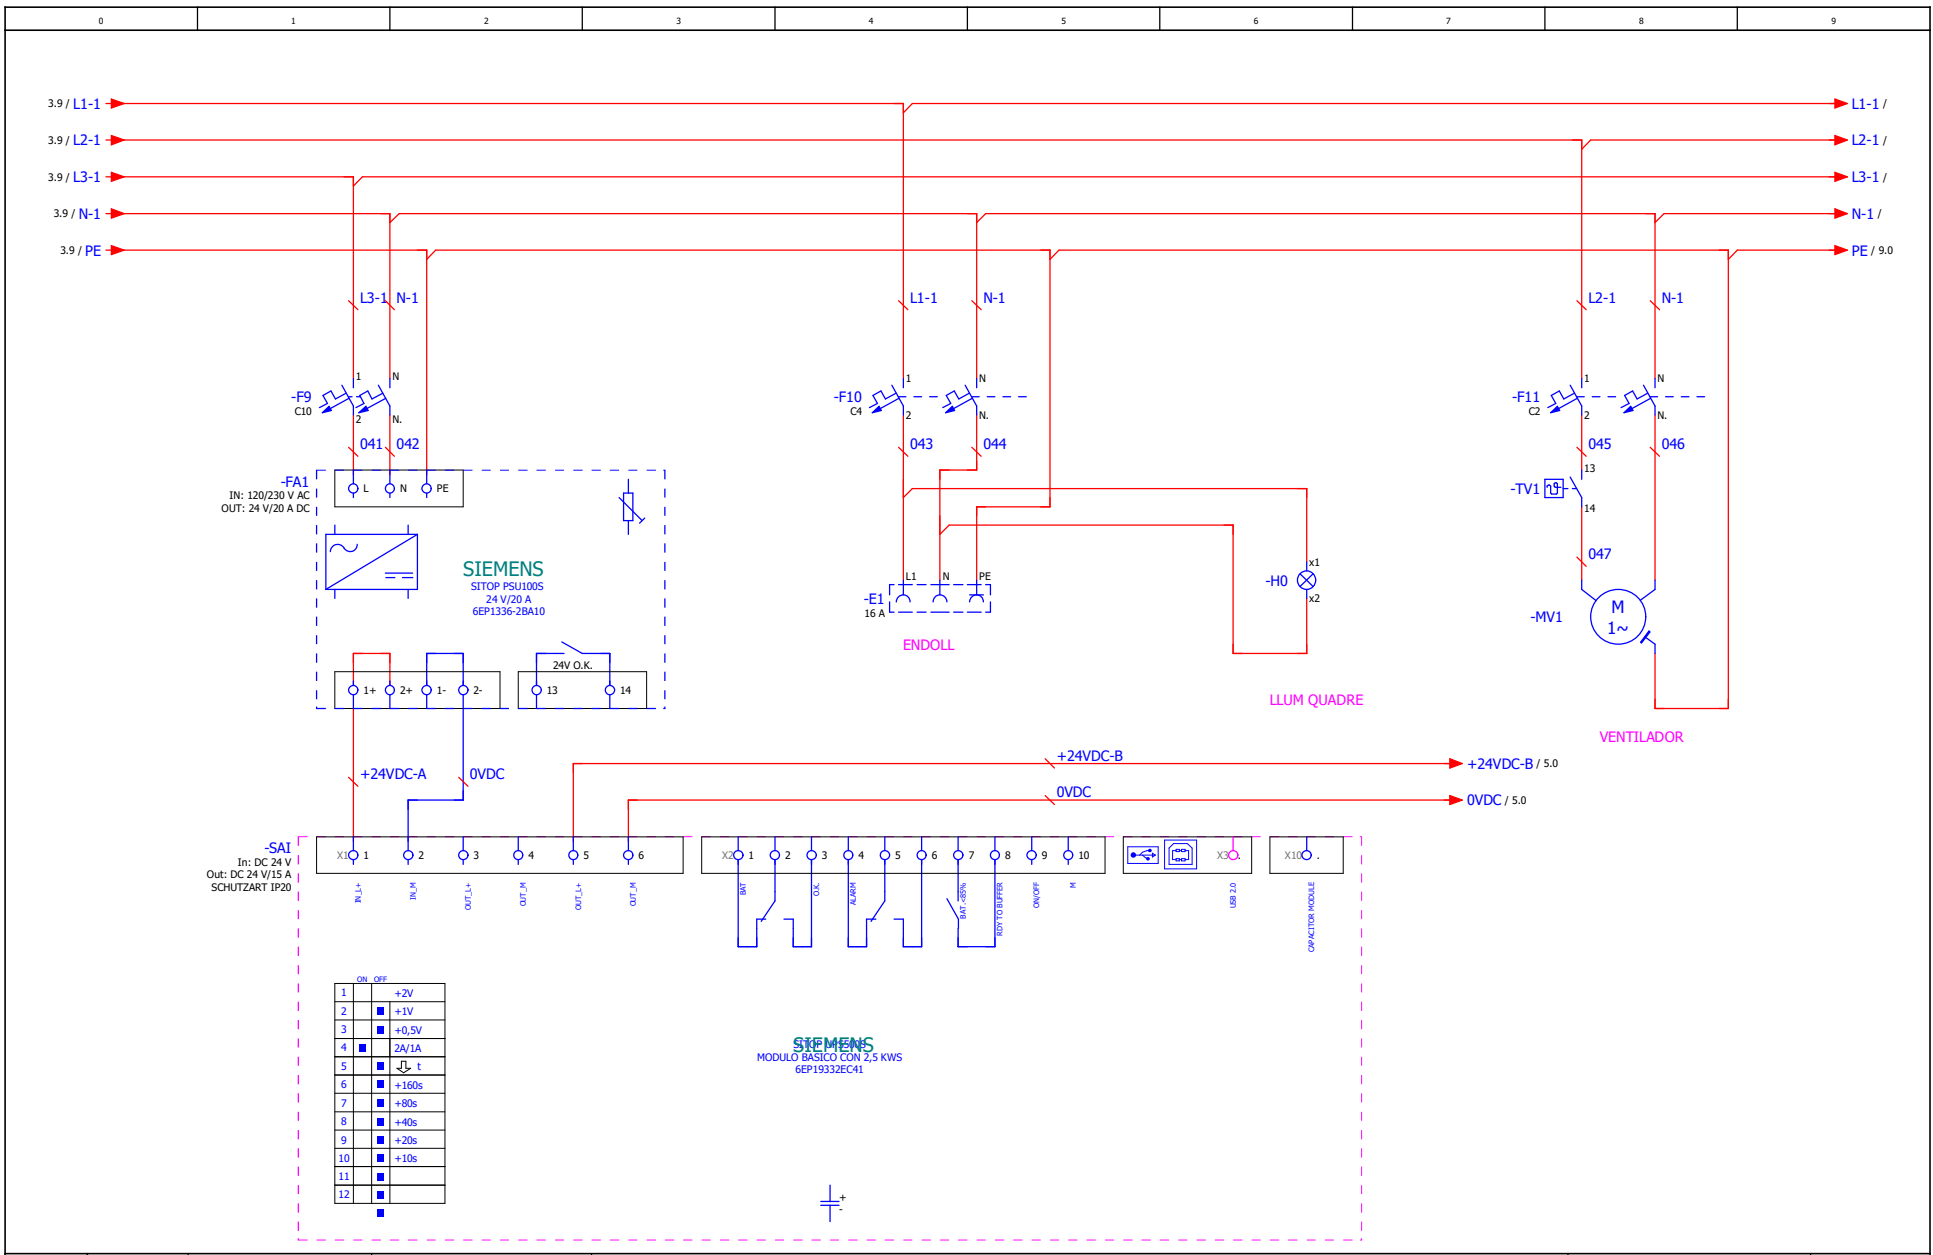 0 1 2 3 4 5 6 7 8 9
3.9 / L1-1 L1-1 /
3.9 / L2-1 L2-1 /
3.9 / L3-1 L3-1 /
3.9 / N-1 N-1 /
3.9 / PE PE / 9.0
L3-1 N-1 L1-1 N-1 L2-1 N-1
1 N 1 N 1 N
-F9 -F10 -F11
C10 C4 C2
2 N. 2 N. 2 N.
041 042 043 044 045 046
13
-TV1
14
047
-FA1
IN: 120/230 V AC
OUT: 24 V/20 A DC
L N PE
SIEMENS
SITOP PSU100S
24 V/20 A
6EP1336-2BA10
24V O.K.
1+ 2+ 1- 2- 13 14
L1 N PE
-E1
16 A
ENDOLL
x1
-H0
x2
LLUM QUADRE
-MV1
M
1~
VENTILADOR
+24VDC-A 0VDC
+24VDC-B +24VDC-B / 5.0
0VDC 0VDC / 5.0
-SAI
In: DC 24 V
Out: DC 24 V/15 A
SCHUTZART IP20
X1 1 2 3 4 5 6
X2 1 2 3 4 5 6 7 8 9 10
X3 .
X10 .
IN_L+
IN_M
OUT_L+
OUT_M
OUT_L+
OUT_M
BAT
O.K.
ALARM
BAT.<85%
RDY TO BUFFER
ON/OFF
M
USB 2.0
CAPACITOR MODULE
ON OFF
1 +2V
2 +1V
3 +0,5V
4 2A/1A
5 t
6 +160s
7 +80s
8 +40s
9 +20s
10 +10s
11
12
SIEMENS
MODULO BASICO CON 2,5 KWS
6EP19332EC41
+
-